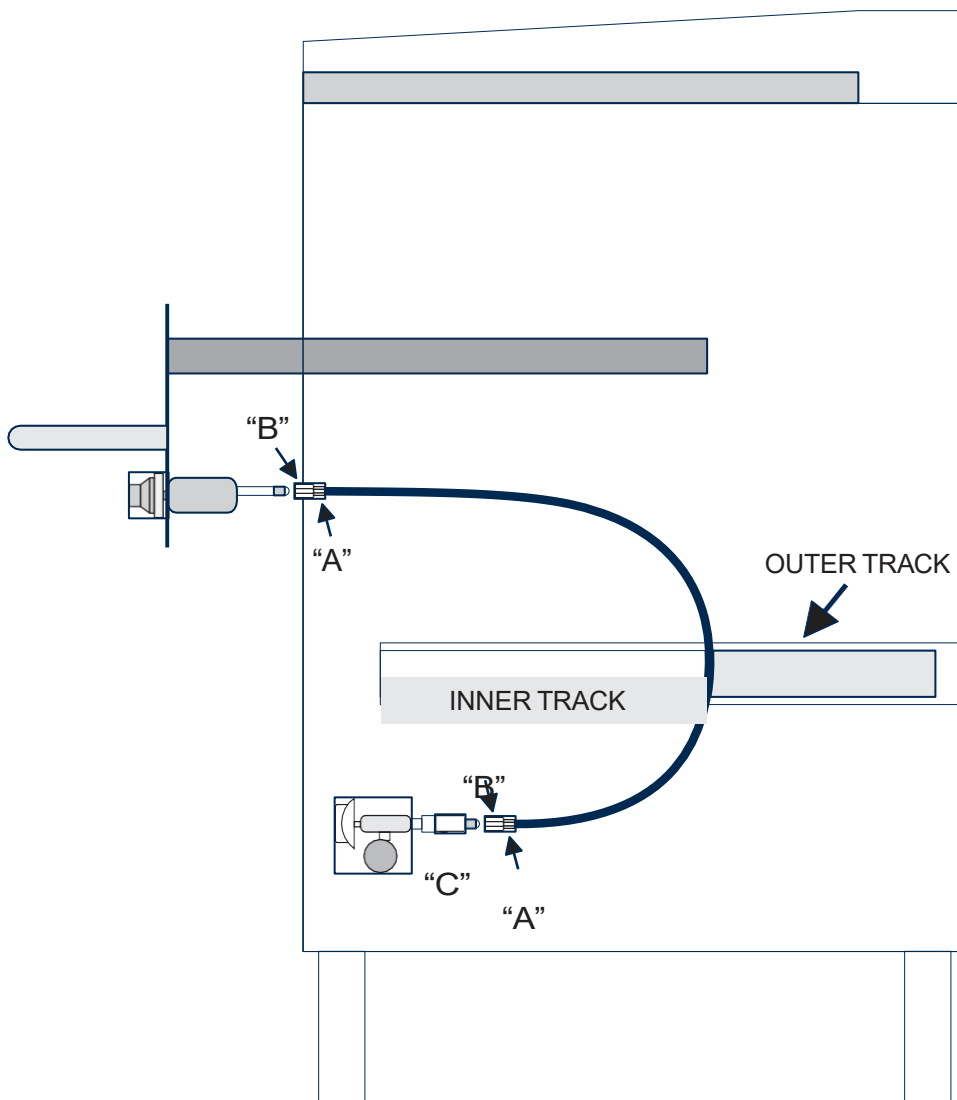 “B”
“A”
OUTER TRACK
INNER TRACK
“B”
“C”
“A”